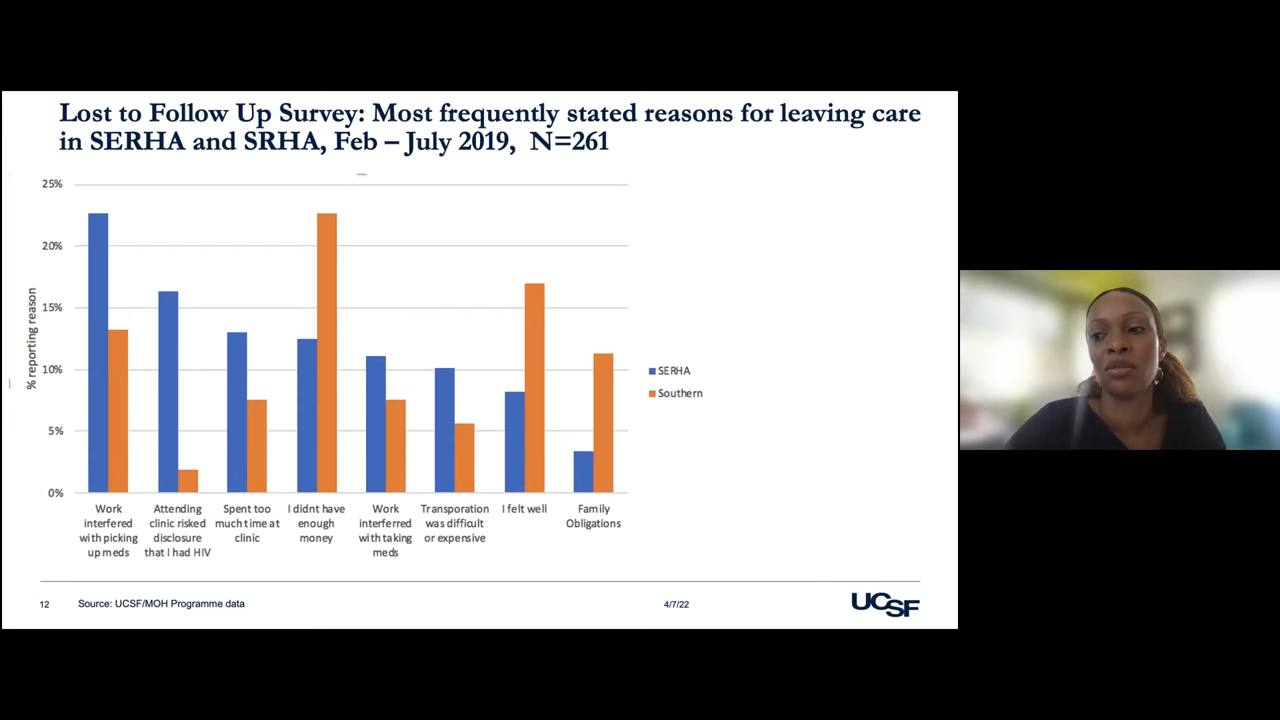 Lost to Follow Up Survey: Most frequently stated reasons for leaving care
in SERHA and SRHA, Feb – July 2019, N=261
25%
20%
15%
10%
5%
0%
% reporting reason
Work
interfered
with picking
up meds
Attending
clinic risked
disclosure
that I had HIV
Spent too
much time at
clinic
I didnt have
enough
money
Work
interferred
with taking
meds
Transporation
was difficult
or expensive
I felt well
Family
Obligations
SERHA
Southern
12
Source: UCSF/MOH Programme data
4/7/22
UCSF